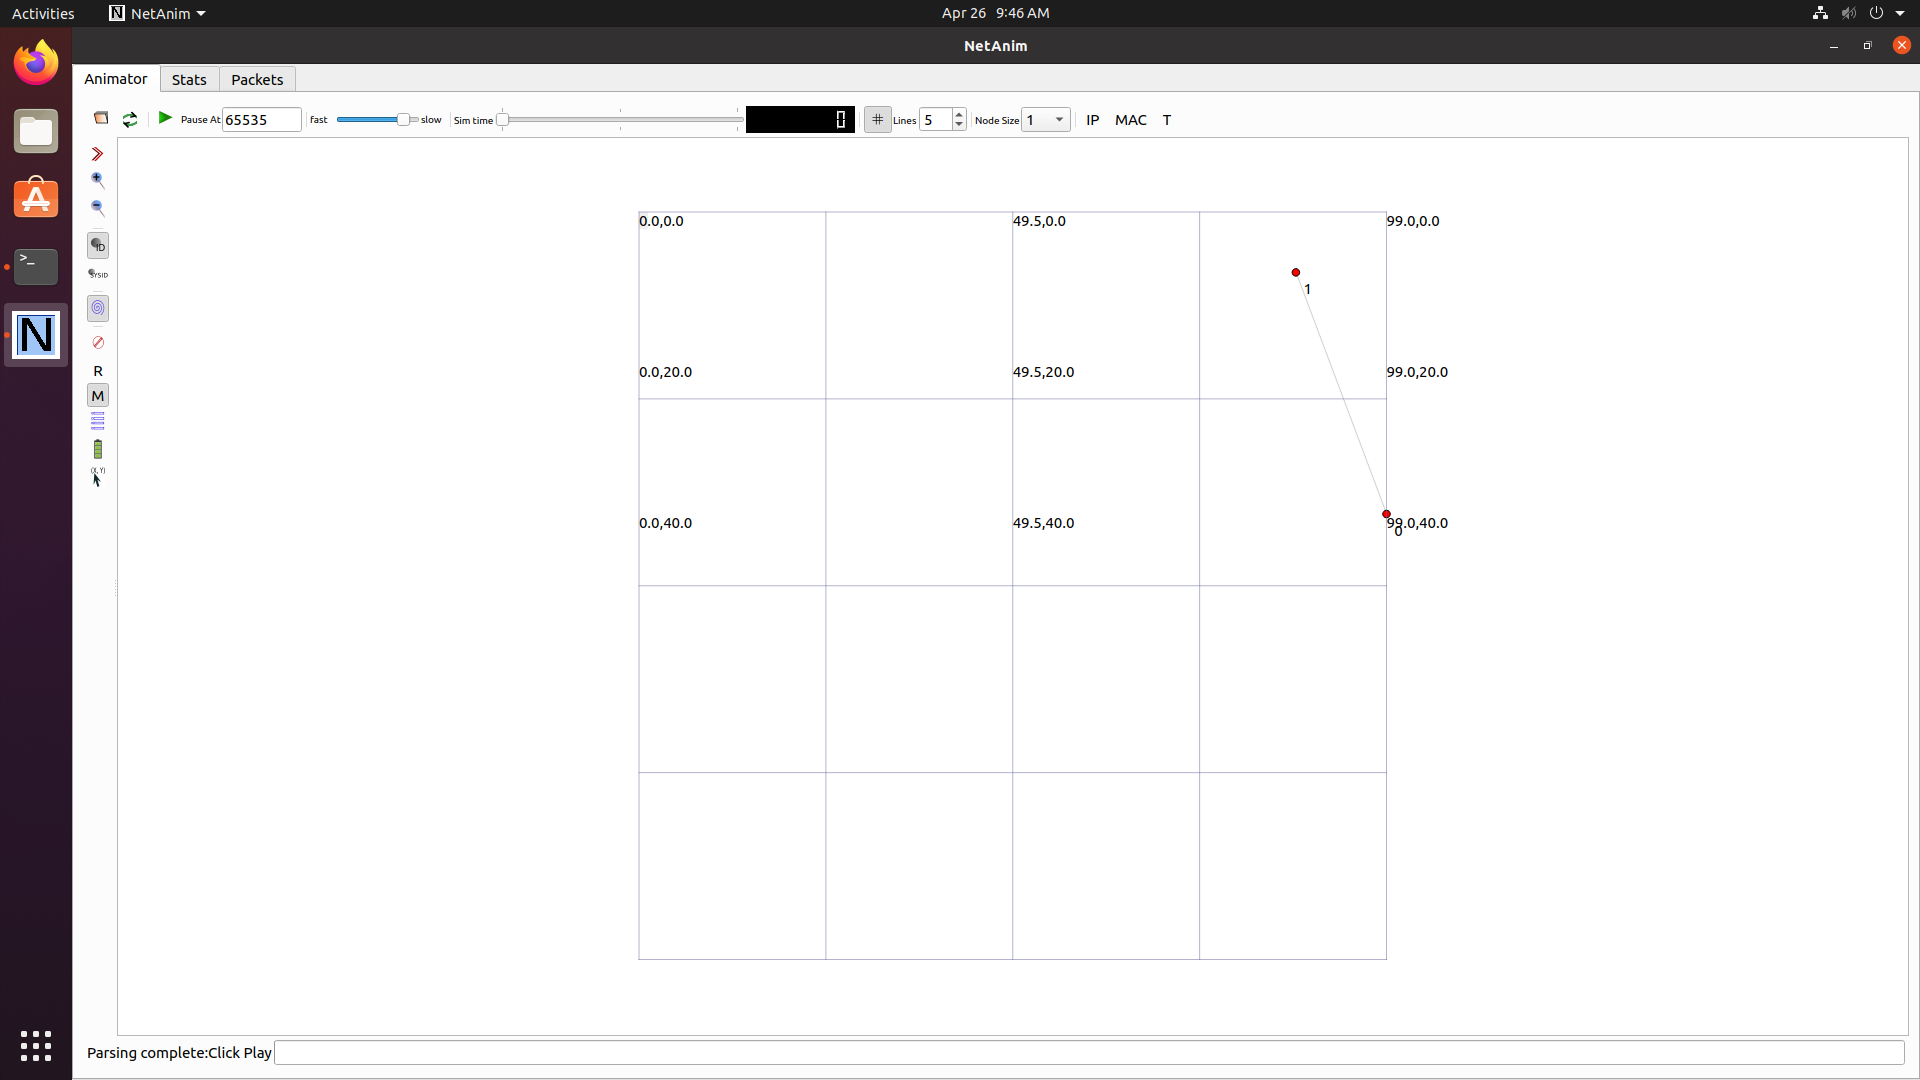 Activities NetAnim Apr 26 9:46 AM
NetAnim
Animator Stats Packets
Pause At 65535 fast slow Sim time 0 # Lines 5 Node Size 1 IP MAC T
ID
SYSID
R
M
(X, Y)
0.0,0.0 49.5,0.0 99.0,0.0
1
0.0,20.0 49.5,20.0 99.0,20.0
0.0,40.0 49.5,40.0 99.0,40.0
0
Parsing complete:Click Play